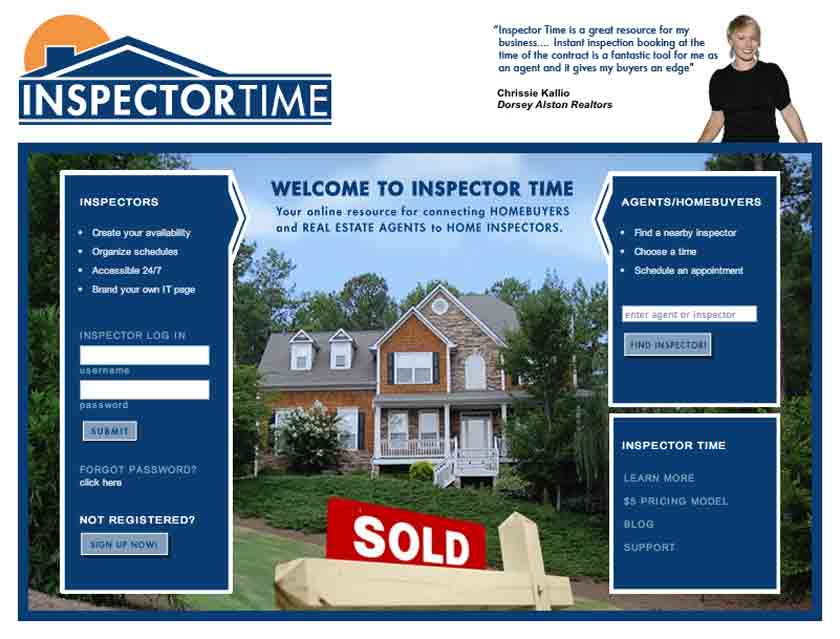 INSPECTORTIME
"Inspector Time is a great resource for my
business.... Instant inspection booking at the
time of the contract is a fantastic tool for me as
an agent and it gives my buyers an edge"
Chrissie Kallio
Dorsey Alston Realtors
WELCOME TO INSPECTOR TIME
Your online resource for connecting HOMEBUYERS
and REAL ESTATE AGENTS to HOME INSPECTORS.
INSPECTORS
• Create your availability
• Organize schedules
• Accessible 24/7
• Brand your own IT page
INSPECTOR LOG IN
username
password
SUBMIT
FORGOT PASSWORD?
click here
NOT REGISTERED?
SIGN UP NOW!
AGENTS/HOMEBUYERS
• Find a nearby inspector
• Choose a time
• Schedule an appointment
enter agent or inspector
FIND INSPECTOR!
INSPECTOR TIME
LEARN MORE
$5 PRICING MODEL
BLOG
SUPPORT
SOLD